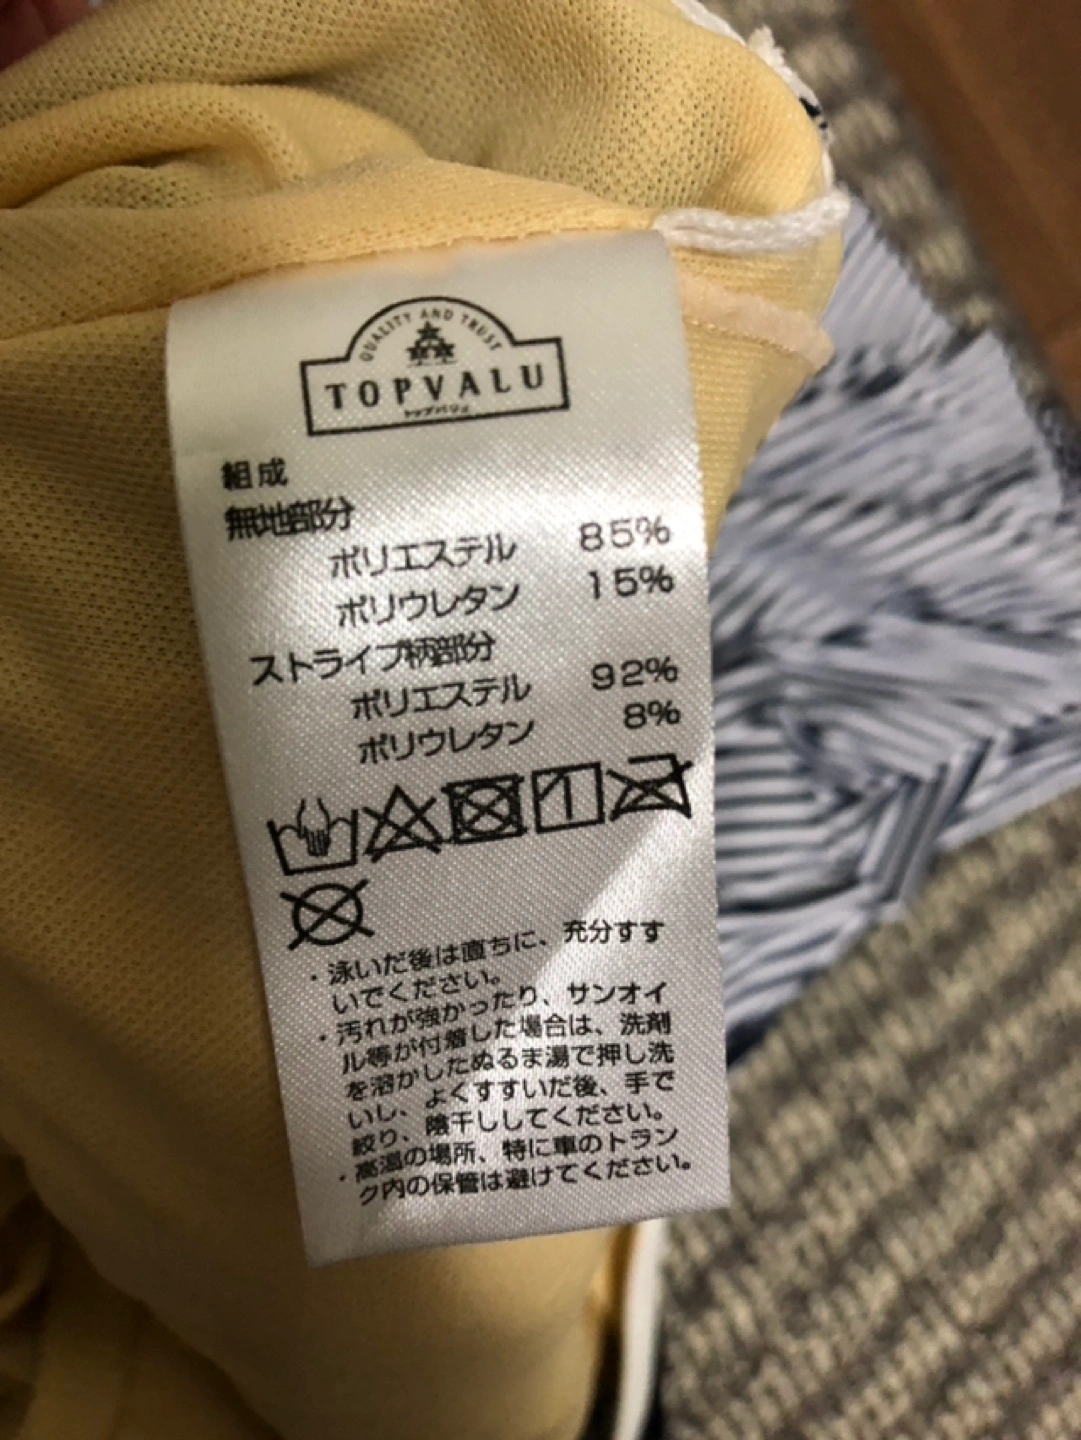 QUALITY AND TRUST
TOPVALU
トップバリュ
組成
無地部分
ポリエステル 85%
ポリウレタン 15%
ストライプ柄部分
ポリエステル 92%
ポリウレタン 8%
・泳いだ後は直ちに、充分すす
いでください。
・汚れが強かったり、サンオイ
ル等が付着した場合は、洗剤
を溶かしたぬるま湯で押し洗
いし、よくすすいだ後、手で
絞り、陰干ししてください。
・高温の場所、特に車のトラン
ク内の保管は避けてください。